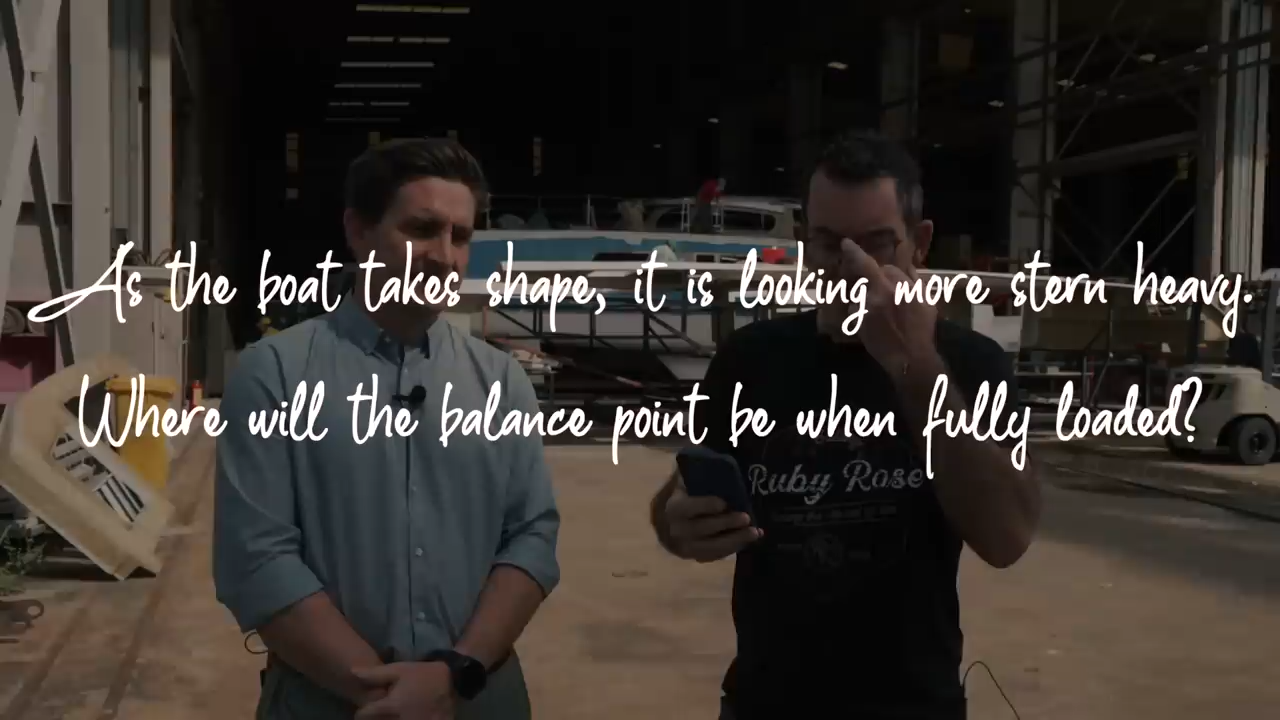 As the boat takes shape, it is looking more stern heavy.
Where will the balance point be when fully loaded?
Ruby Rose